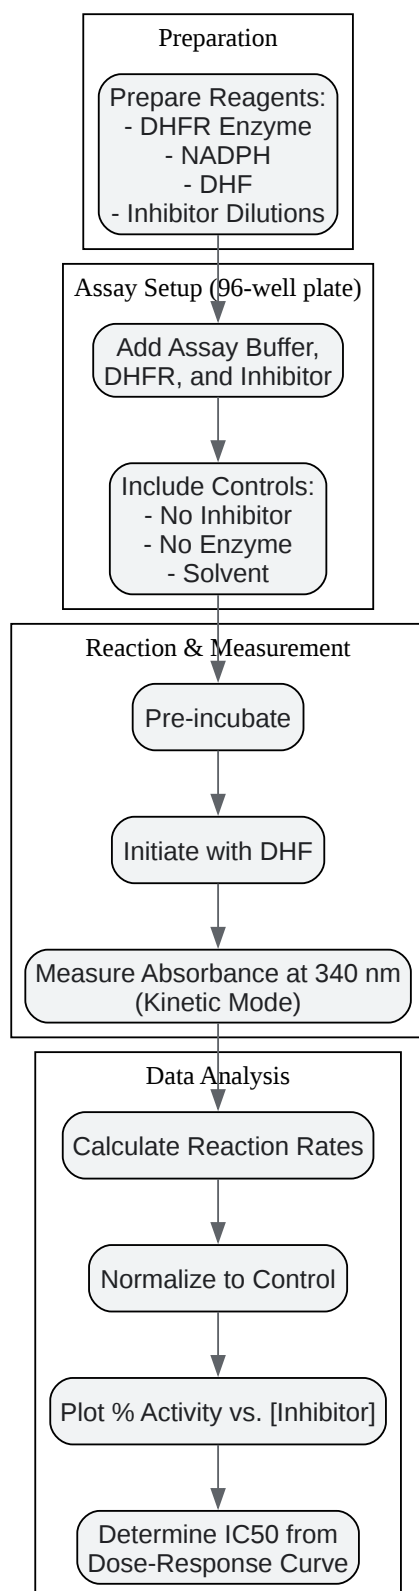 Preparation
Prepare Reagents:
- DHFR Enzyme
- NADPH
- DHF
- Inhibitor Dilutions
Assay Setup (96-well plate)
Add Assay Buffer,
DHFR, and Inhibitor
Include Controls:
- No Inhibitor
- No Enzyme
- Solvent
Reaction & Measurement
Pre-incubate
Initiate with DHF
Measure Absorbance at 340 nm
(Kinetic Mode)
Data Analysis
Calculate Reaction Rates
Normalize to Control
Plot % Activity vs. [Inhibitor]
Determine IC50 from
Dose-Response Curve